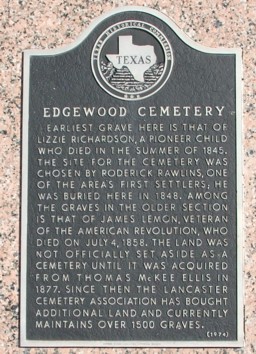 TEXAS HISTORICAL COMMISSION
TEXAS
EDGEWOOD CEMETERY
EARLIEST GRAVE HERE IS THAT OF
LIZZIE RICHARDSON, A PIONEER CHILD
WHO DIED IN THE SUMMER OF 1845.
THE SITE FOR THE CEMETERY WAS
CHOSEN BY RODERICK RAWLINS, ONE
OF THE AREA'S FIRST SETTLERS; HE
WAS BURIED HERE IN 1848. AMONG
THE GRAVES IN THE OLDER SECTION
IS THAT OF JAMES LEMON, VETERAN
OF THE AMERICAN REVOLUTION, WHO
DIED ON JULY 4, 1858. THE LAND WAS
NOT OFFICIALLY SET ASIDE AS A
CEMETERY UNTIL IT WAS ACQUIRED
FROM THOMAS McKEE ELLIS IN
1877. SINCE THEN THE LANCASTER
CEMETERY ASSOCIATION HAS BOUGHT
ADDITIONAL LAND AND CURRENTLY
MAINTAINS OVER 1500 GRAVES.
(1974)